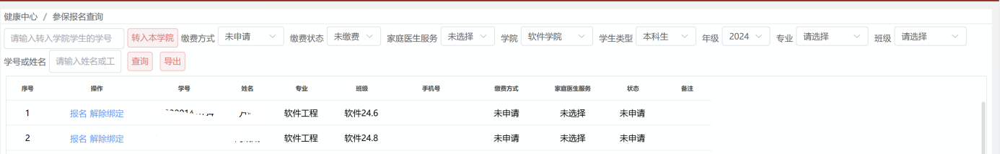 健康中心 / 参保报名查询
请输入转入学院学生的学号 转入本学院 缴费方式 未申请 缴费状态 未缴费 家庭医生服务 未选择 学院 软件学院 学生类型 本科生 年级 2024 专业 请选择 班级 请选择
学号或姓名 请输入姓名或工 查询 导出
序号 操作 学号 姓名 专业 班级 手机号 缴费方式 家庭医生服务 状态 备注
1 报名 解除绑定 软件工程 软件24.6 未申请 未选择 未申请
2 报名 解除绑定 软件工程 软件24.8 未申请 未选择 未申请